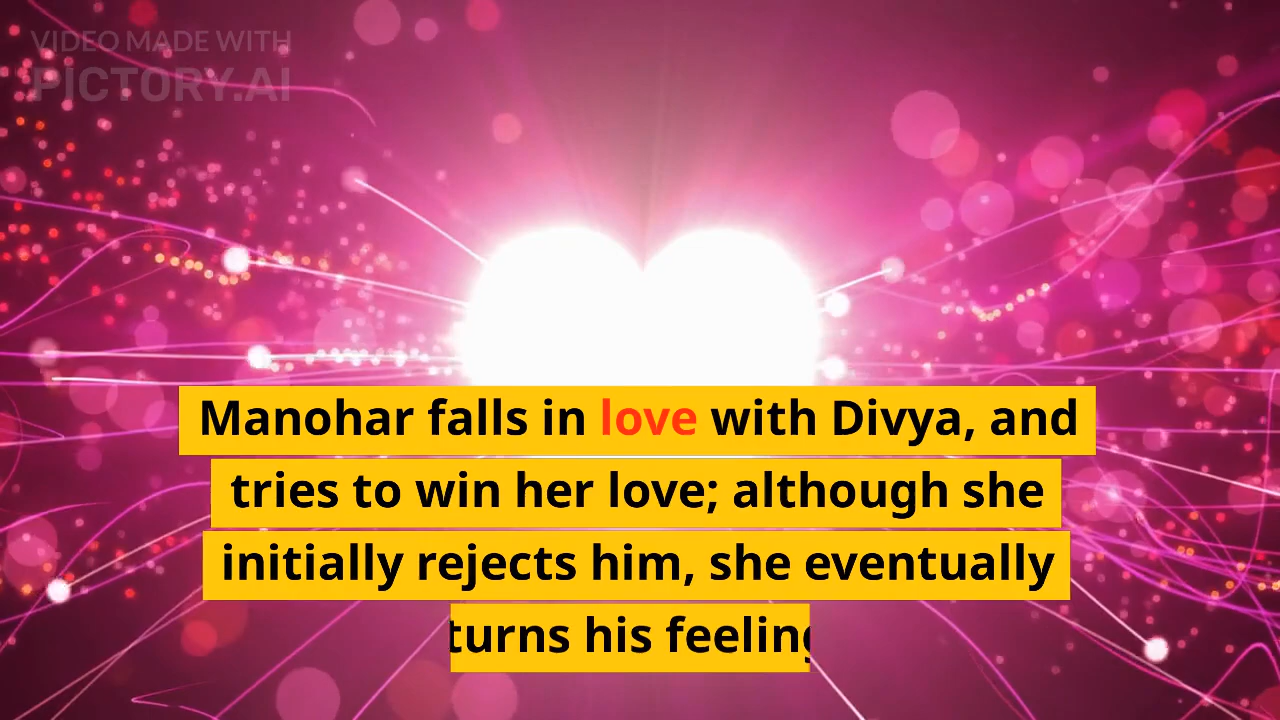 VIDEO MADE WITH
PICTORY.AI
Manohar falls in love with Divya, and
tries to win her love; although she
initially rejects him, she eventually
turns his feeling